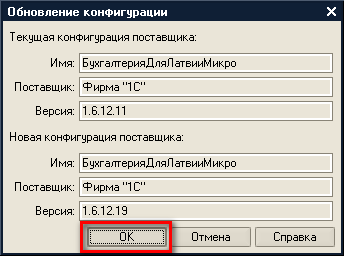 Обновление конфигурации
Текущая конфигурация поставщика:
Имя: БухгалтерияДляЛатвииМикро
Поставщик: Фирма "1С"
Версия: 1.6.12.11
Новая конфигурация поставщика:
Имя: БухгалтерияДляЛатвииМикро
Поставщик: Фирма "1С"
Версия: 1.6.12.19
OK Отмена Справка